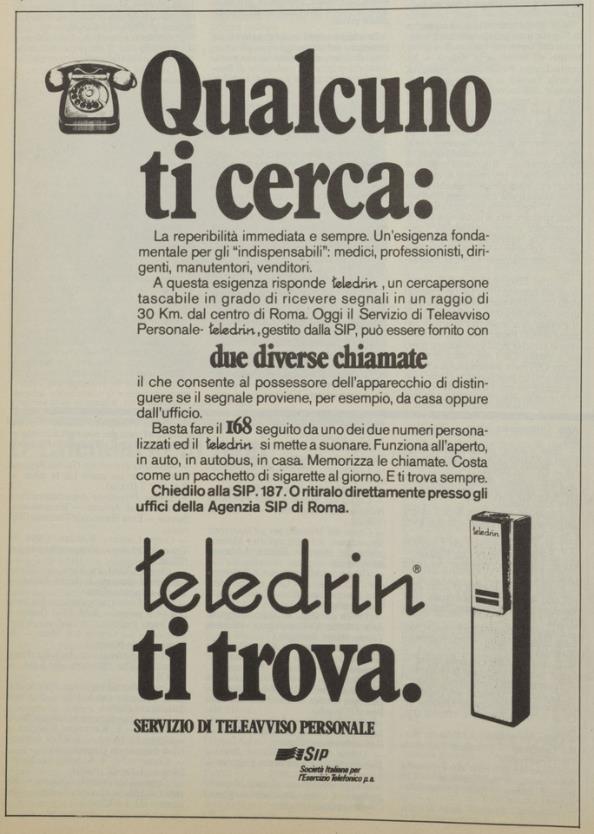 Qualcuno
ti cerca:
La reperibilità immediata e sempre. Un'esigenza fonda-
mentale per gli "indispensabili": medici, professionisti, diri-
genti, manutentori, venditori.
A questa esigenza risponde teledrin, un cercapersone
tascabile in grado di ricevere segnali in un raggio di
30 Km. dal centro di Roma. Oggi il Servizio di Teleavviso
Personale- teledrin, gestito dalla SIP, può essere fornito con
due diverse chiamate
il che consente al possessore dell'apparecchio di distin-
guere se il segnale proviene, per esempio, da casa oppure
dall'ufficio.
Basta fare il 168 seguito da uno dei due numeri persona-
lizzati ed il teledrin si mette a suonare. Funziona all'aperto,
in auto, in autobus, in casa. Memorizza le chiamate. Costa
come un pacchetto di sigarette al giorno. E ti trova sempre.
Chiedilo alla SIP. 187. O ritiralo direttamente presso gli
uffici della Agenzia SIP di Roma.
teledrin
teledrin®
ti trova.
SERVIZIO DI TELEAVVISO PERSONALE
SIP
Società Italiana per
l'Esercizio Telefonico p.a.